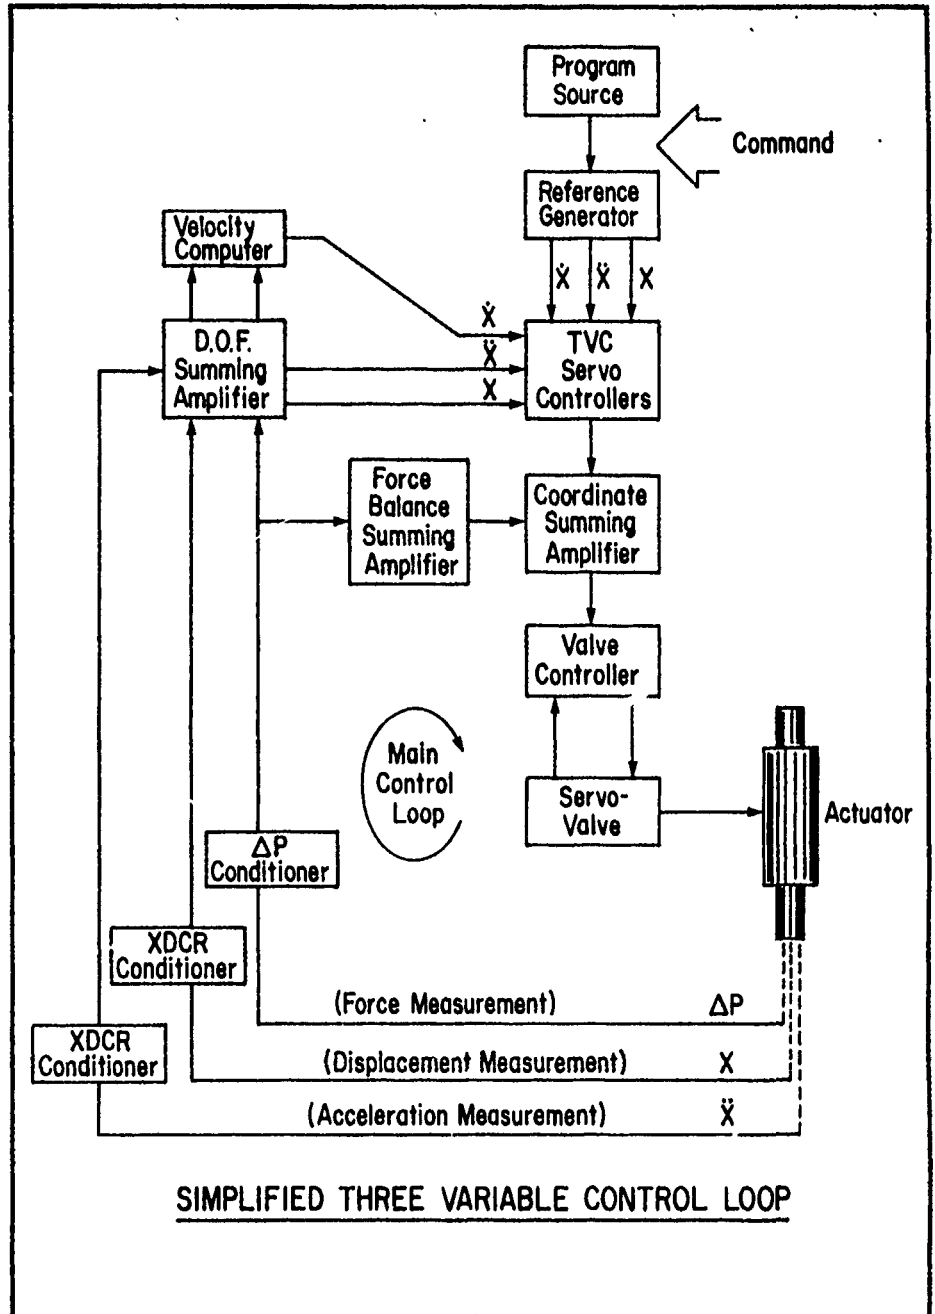 Program
Source
Command
Reference
Generator
Ẋ Ẍ X
Velocity
Computer
Ẋ
Ẍ
X
D.O.F.
Summing
Amplifier
TVC
Servo
Controllers
Force
Balance
Summing
Amplifier
Coordinate
Summing
Amplifier
Valve
Controller
Main
Control
Loop
Servo-
Valve
Actuator
ΔP
Conditioner
XDCR
Conditioner
XDCR
Conditioner
(Force Measurement) ΔP
(Displacement Measurement) X
(Acceleration Measurement) Ẍ
SIMPLIFIED THREE VARIABLE CONTROL LOOP